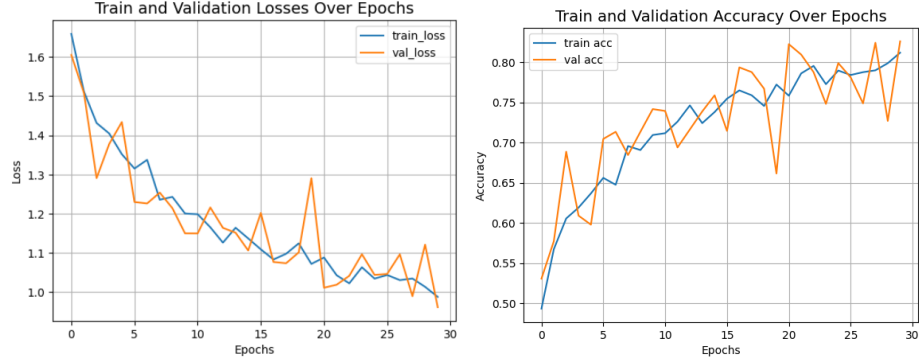 Train and Validation Losses Over Epochs
train_loss
val_loss
1.6
1.5
1.4
1.3
1.2
1.1
1.0
Loss
0 5 10 15 20 25 30
Epochs
Train and Validation Accuracy Over Epochs
train acc
val acc
0.80
0.75
0.70
0.65
0.60
0.55
0.50
Accuracy
0 5 10 15 20 25 30
Epochs